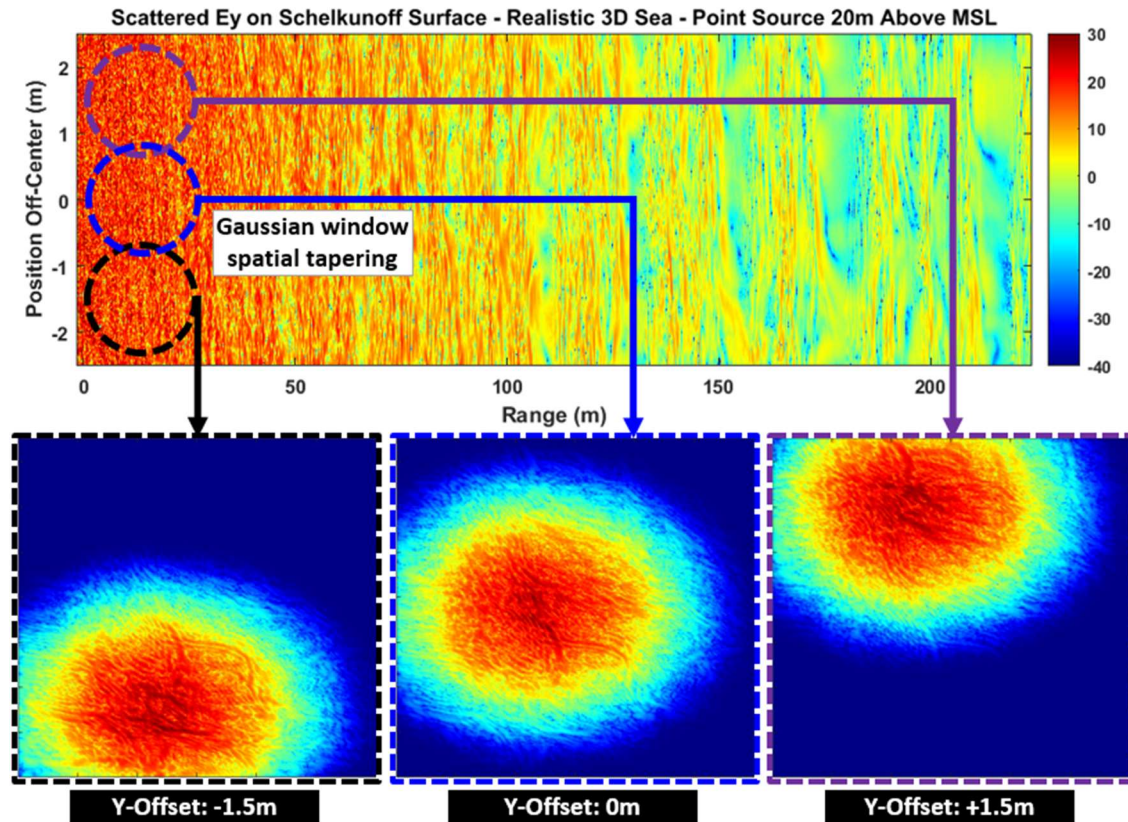 Scattered Ey on Schelkunoff Surface - Realistic 3D Sea - Point Source 20m Above MSL
Position Off-Center (m)
2
1
0
-1
-2
Gaussian window
spatial tapering
30
20
10
0
-10
-20
-30
-40
0 50 100 150 200
Range (m)
Y-Offset: -1.5m
Y-Offset: 0m
Y-Offset: +1.5m